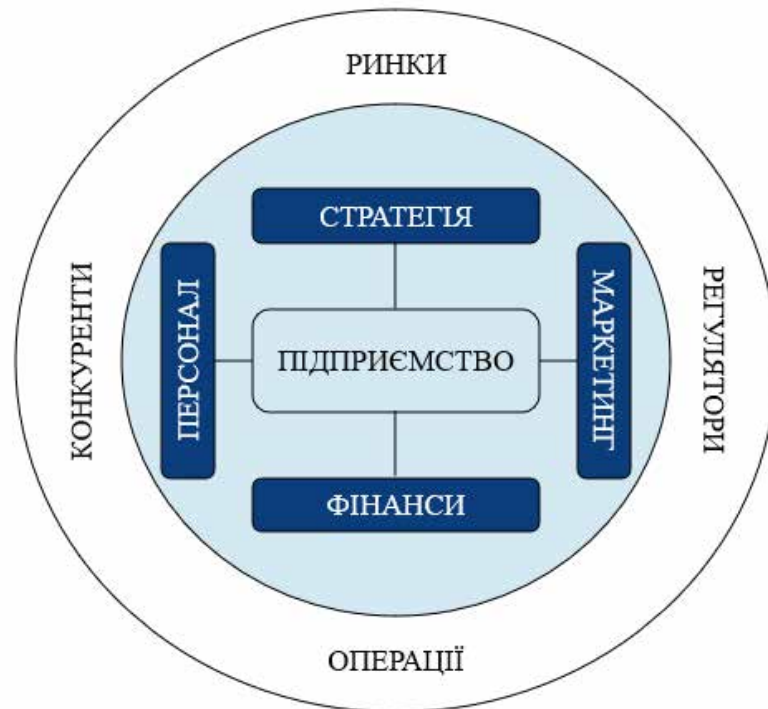 РИНКИ
СТРАТЕГІЯ
КОНКУРЕНТИ
ПЕРСОНАЛ
ПІДПРИЄМСТВО
МАРКЕТИНГ
РЕГУЛЯТОРИ
ФІНАНСИ
ОПЕРАЦІЇ